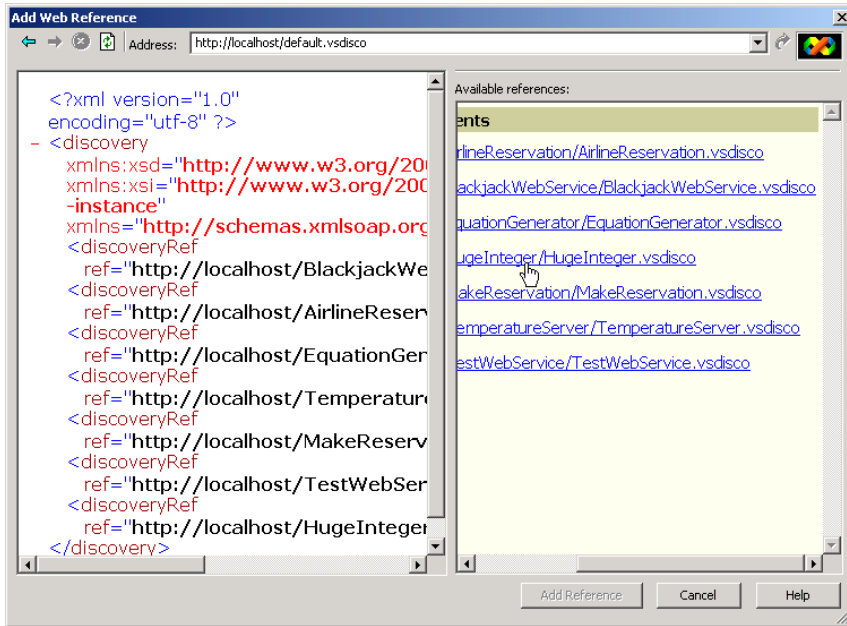 Add Web Reference
Address: http://localhost/default.vsdisco
<?xml version="1.0"
encoding="utf-8" ?>
- <discovery
xmlns:xsd="http://www.w3.org/200
xmlns:xsi="http://www.w3.org/200
-instance"
xmlns="http://schemas.xmlsoap.org
<discoveryRef
ref="http://localhost/BlackjackWe
<discoveryRef
ref="http://localhost/AirlineReserv
<discoveryRef
ref="http://localhost/EquationGen
<discoveryRef
ref="http://localhost/Temperature
<discoveryRef
ref="http://localhost/MakeReserv
<discoveryRef
ref="http://localhost/TestWebSer
<discoveryRef
ref="http://localhost/HugeInteger
</discovery>
Available references:
ents
rlineReservation/AirlineReservation.vsdisco
ackjackWebService/BlackjackWebService.vsdisco
quationGenerator/EquationGenerator.vsdisco
ugeInteger/HugeInteger.vsdisco
akeReservation/MakeReservation.vsdisco
emperatureServer/TemperatureServer.vsdisco
estWebService/TestWebService.vsdisco
Add Reference Cancel Help